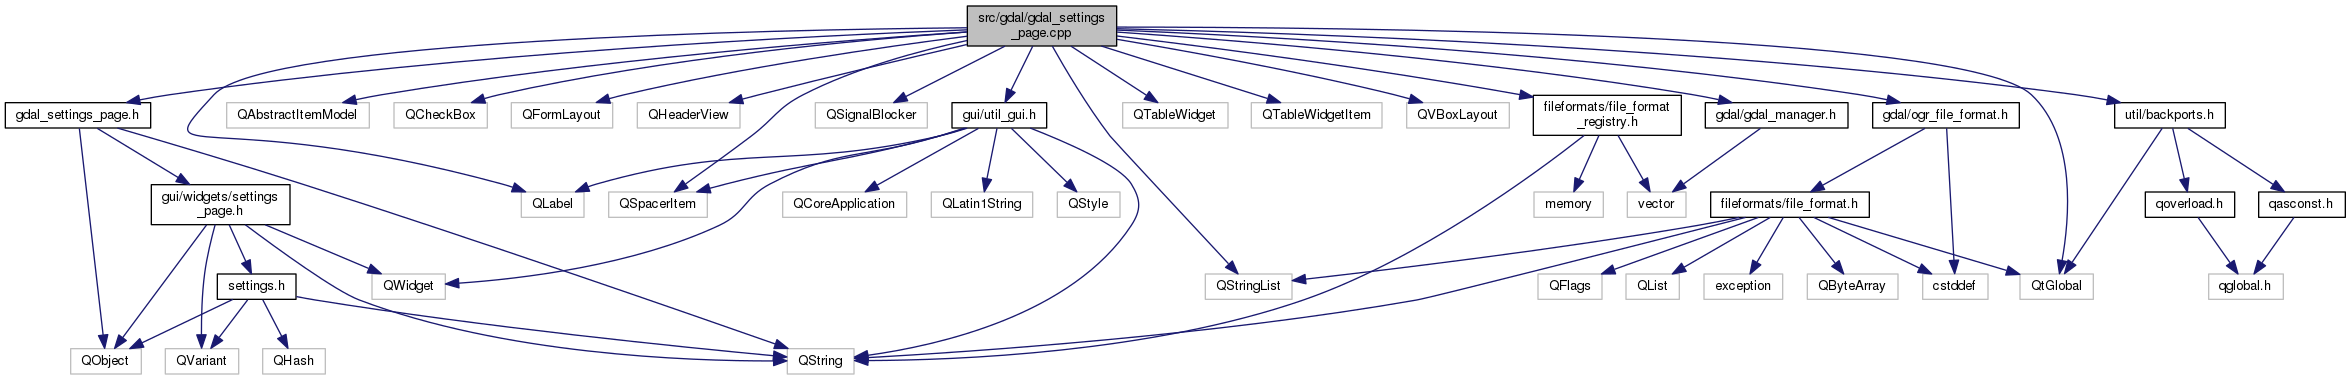 src/gdal/gdal_settings
_page.cpp
gdal_settings_page.h
QAbstractItemModel
QCheckBox
QFormLayout
QHeaderView
QSignalBlocker
gui/util_gui.h
QTableWidget
QTableWidgetItem
QVBoxLayout
fileformats/file_format
_registry.h
gdal/gdal_manager.h
gdal/ogr_file_format.h
util/backports.h
gui/widgets/settings
_page.h
QLabel
QSpacerItem
QCoreApplication
QLatin1String
QStyle
memory
vector
fileformats/file_format.h
qoverload.h
qasconst.h
settings.h
QWidget
QStringList
QFlags
QList
exception
QByteArray
cstddef
QtGlobal
qglobal.h
QObject
QVariant
QHash
QString